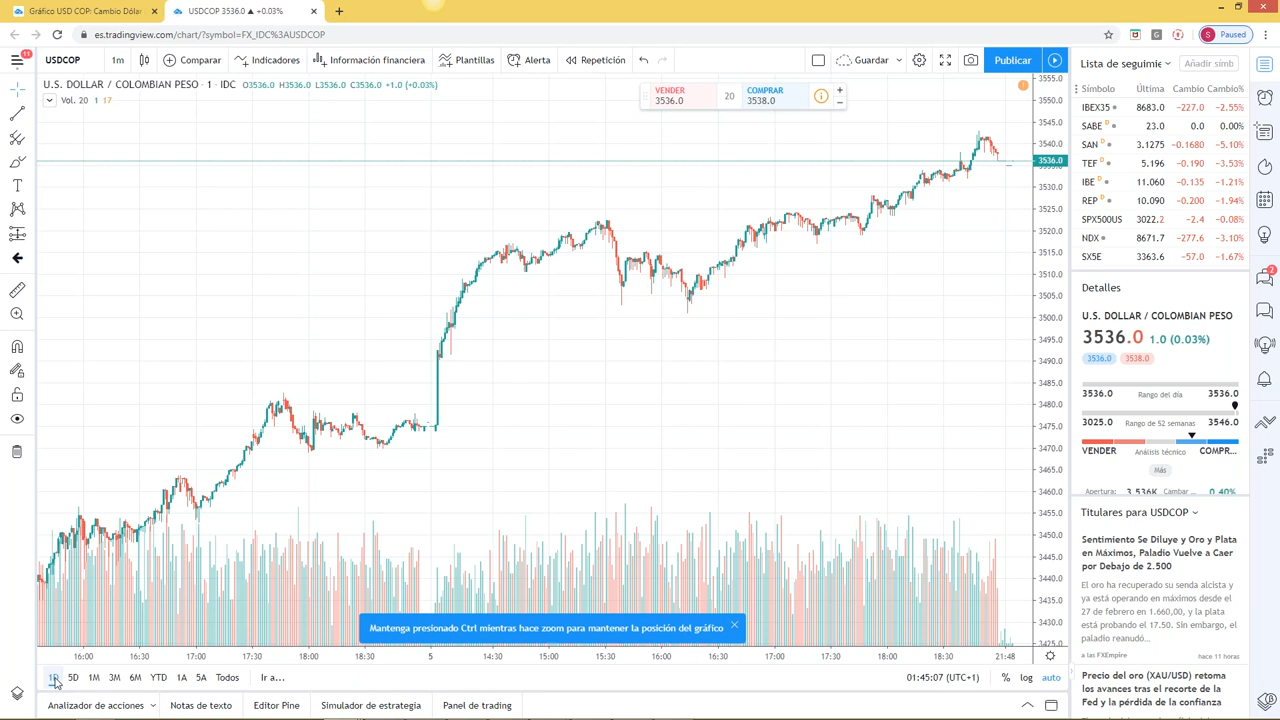 Gráfico USD COP: Cambio Dólar
USDCOP 3536.0 ▲ +0.03%
es.tradingview.com/chart/?symbol=FX_IDC%3AUSDCOP
S Paused
11
USDCOP
1m
Comparar
Indicadores
Información financiera
Plantillas
Alerta
Repetición
Guardar
Publicar
U.S. DOLLAR / COLOMBIAN PESO · 1 · IDC
O3536.0 H3536.0 L3536.0 C3536.0 +1.0 (+0.03%)
Vol. 20 1 17
VENDER
3536.0
20
COMPRAR
3538.0
3555.0
3550.0
3545.0
3540.0
3536.0
3530.0
3525.0
3520.0
3515.0
3510.0
3505.0
3500.0
3495.0
3490.0
3485.0
3480.0
3475.0
3470.0
3465.0
3460.0
3455.0
3450.0
3445.0
3440.0
3435.0
3430.0
3425.0
Mantenga presionado Ctrl mientras hace zoom para mantener la posición del gráfico
16:00 16:30 17:00 17:30 18:00 18:30 5 14:30 15:00 15:30 16:00 16:30 17:00 17:30 18:00 18:30 21:48
1D 5D 1M 3M 6M YTD 1A 5A Todos Ir a...
01:45:07 (UTC+1) % log auto
Analizador de acciones
Notas de texto
Editor Pine
Simulador de estrategia
Panel de trading
Lista de seguimie
Añadir símb
Símbolo Última Cambio Cambio%
IBEX35 8683.0 -227.0 -2.55%
SABE D 23.0 0.0 0.00%
SAN D 3.1275 -0.1680 -5.10%
TEF D 5.196 -0.190 -3.53%
IBE D 11.060 -0.135 -1.21%
REP D 10.090 -0.200 -1.94%
SPX500US 3022.2 -2.4 -0.08%
NDX 8671.7 -277.6 -3.10%
SX5E 3363.6 -57.0 -1.67%
2
Detalles
U.S. DOLLAR / COLOMBIAN PESO
3536.0 1.0 (0.03%)
3536.0 3538.0
3536.0 Rango del día 3536.0
3025.0 Rango de 52 semanas 3546.0
VENDER Análisis técnico COMPR...
Más
Apertura: 3.536K Cambar ... 0.40%
Titulares para USDCOP
Sentimiento Se Diluye y Oro y Plata
en Máximos, Paladio Vuelve a Caer
por Debajo de 2.500
El oro ha recuperado su senda alcista y
ya está operando en máximos desde el
27 de febrero en 1.660,00, y la plata
está probando el 17.50. Sin embargo, el
paladio reanudó...
a las FXEmpire hace 11 horas
Precio del oro (XAU/USD) retoma
los avances tras el recorte de la
Fed y la pérdida de la confianza